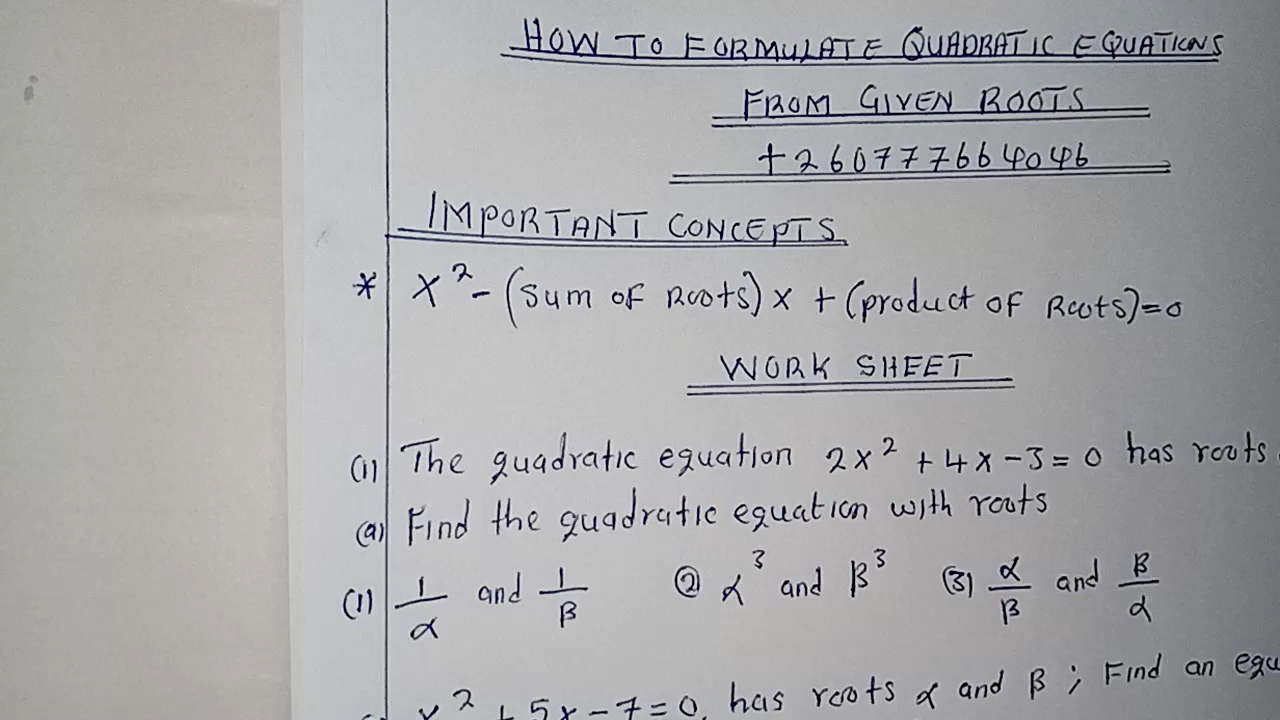 HOW TO FORMULATE QUADRATIC EQUATIONS
FROM GIVEN ROOTS
+260777664046
IMPORTANT CONCEPTS
* x² - (sum of Roots) x + (product of Roots) = 0
WORK SHEET
(1) The quadratic equation 2x² + 4x - 3 = 0 has roots
(a) Find the quadratic equation with roots
(1) 1/α and 1/β (2) α³ and β³ (3) α/β and β/α
x² + 5x - 7 = 0, has roots α and β ; Find an equ